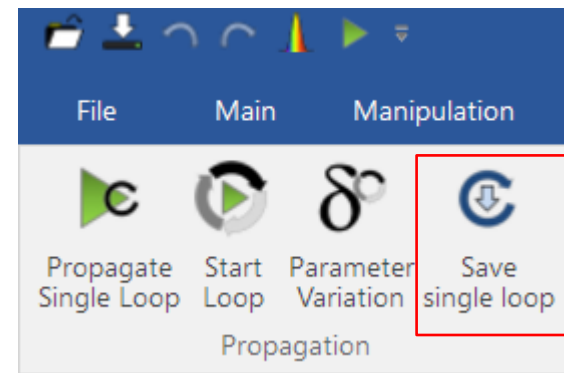 File Main Manipulation
Propagate Start Parameter Save
Single Loop Loop Variation single loop
Propagation